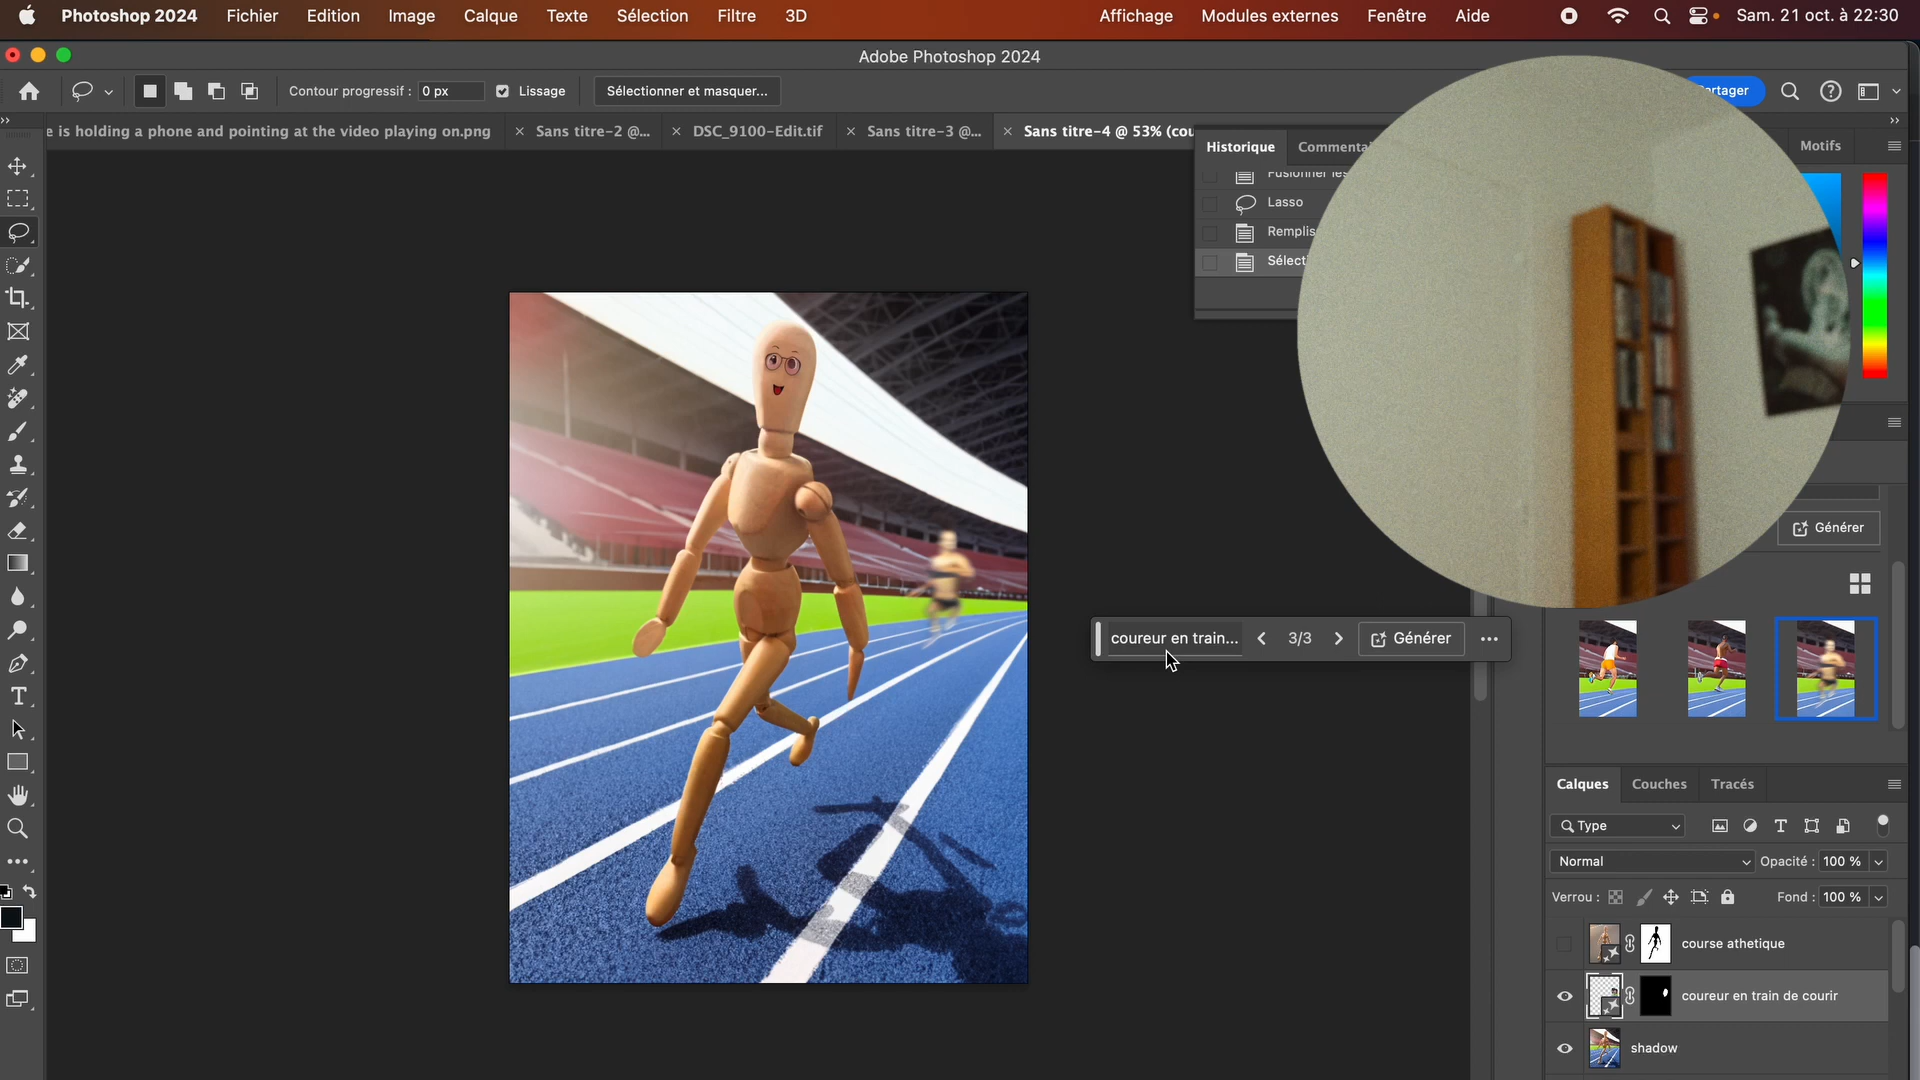 Photoshop 2024 Fichier Edition Image Calque Texte Sélection Filtre 3D Affichage Modules externes Fenêtre Aide Sam. 21 oct. à 22:30
Adobe Photoshop 2024
Contour progressif : 0 px Lissage Sélectionner et masquer...
e is holding a phone and pointing at the video playing on.png × Sans titre-2 @... × DSC_9100-Edit.tif × Sans titre-3 @... × Sans titre-4 @ 53% (cou
Historique
Motifs
Lasso
Générer
coureur en train... 3/3 Générer
Calques Couches Tracés
Type
Normal Opacité : 100 %
Verrou : Fond : 100 %
course athetique
coureur en train de courir
shadow